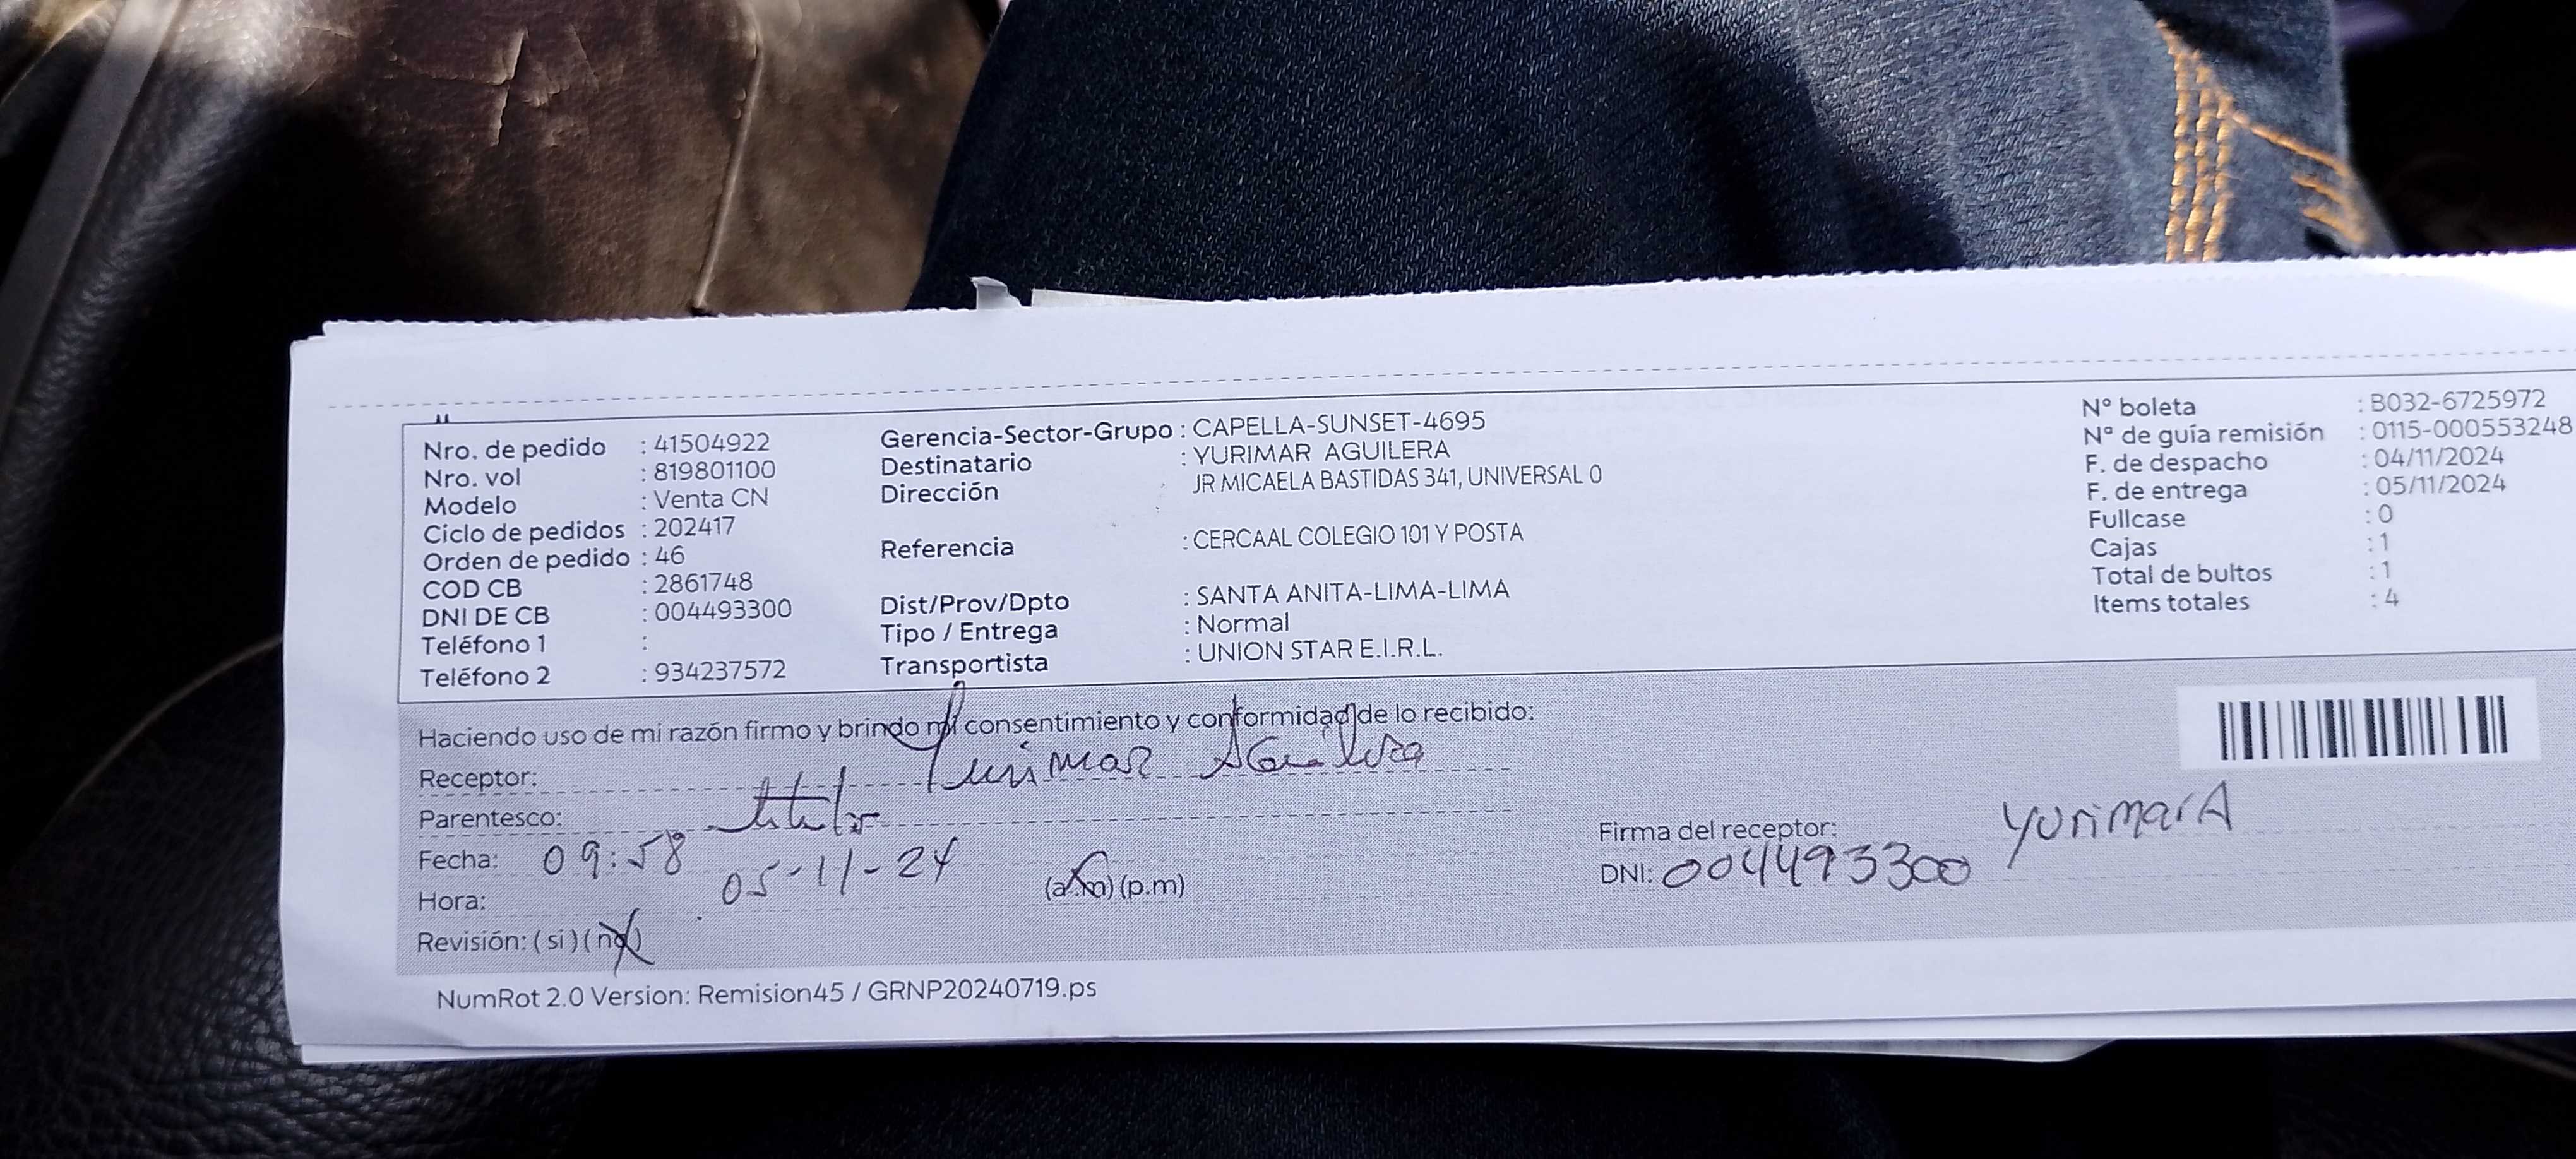 Nro. de pedido : 41504922
Nro. vol : 819801100
Modelo : Venta CN
Ciclo de pedidos : 202417
Orden de pedido : 46
COD CB : 2861748
DNI DE CB : 004493300
Teléfono 1 :
Teléfono 2 : 934237572
Gerencia-Sector-Grupo : CAPELLA-SUNSET-4695
Destinatario : YURIMAR AGUILERA
Dirección JR MICAELA BASTIDAS 341, UNIVERSAL 0
Referencia : CERCAAL COLEGIO 101 Y POSTA
Dist/Prov/Dpto : SANTA ANITA-LIMA-LIMA
Tipo / Entrega : Normal
Transportista : UNION STAR E.I.R.L.
Nº boleta : B032-6725972
Nº de guía remisión : 0115-000553248
F. de despacho : 04/11/2024
F. de entrega : 05/11/2024
Fullcase : 0
Cajas : 1
Total de bultos : 1
Items totales : 4
Haciendo uso de mi razón firmo y brindo mi consentimiento y conformidad de lo recibido:
Receptor: Yurimar Aguilera
Parentesco: titular
Fecha: 09:58 05-11-24
Hora: (a.m) (p.m)
Revisión: (si) (no)
Firma del receptor: Yurimar A
DNI: 004493300
NumRot 2.0 Version: Remision45 / GRNP20240719.ps